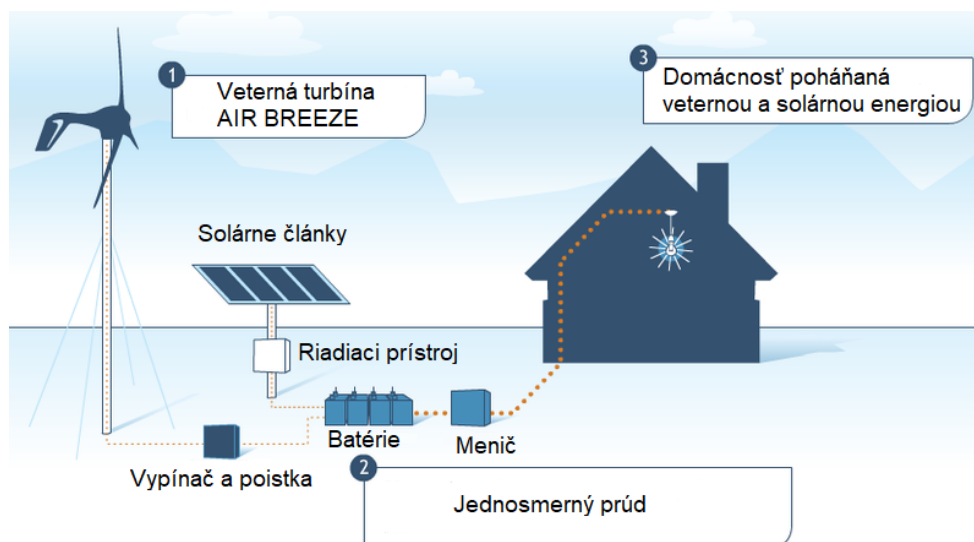 1
Veterná turbína
AIR BREEZE
3
Domácnosť poháňaná
veternou a solárnou energiou
Solárne články
Riadiaci prístroj
Batérie
Menič
Vypínač a poistka
2
Jednosmerný prúd